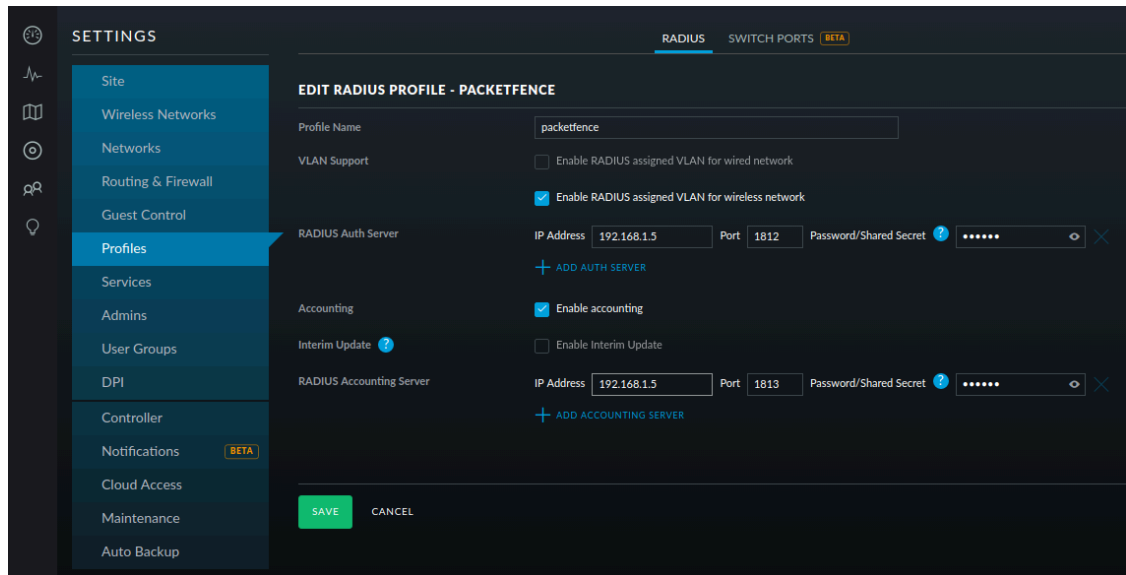 SETTINGS
RADIUS SWITCH PORTS BETA
Site
Wireless Networks
Networks
Routing & Firewall
Guest Control
Profiles
Services
Admins
User Groups
DPI
Controller
Notifications BETA
Cloud Access
Maintenance
Auto Backup
EDIT RADIUS PROFILE - PACKETFENCE
Profile Name packetfence
VLAN Support Enable RADIUS assigned VLAN for wired network
Enable RADIUS assigned VLAN for wireless network
RADIUS Auth Server IP Address 192.168.1.5 Port 1812 Password/Shared Secret ? ••••••
ADD AUTH SERVER
Accounting Enable accounting
Interim Update ? Enable Interim Update
RADIUS Accounting Server IP Address 192.168.1.5 Port 1813 Password/Shared Secret ? ••••••
ADD ACCOUNTING SERVER
SAVE CANCEL